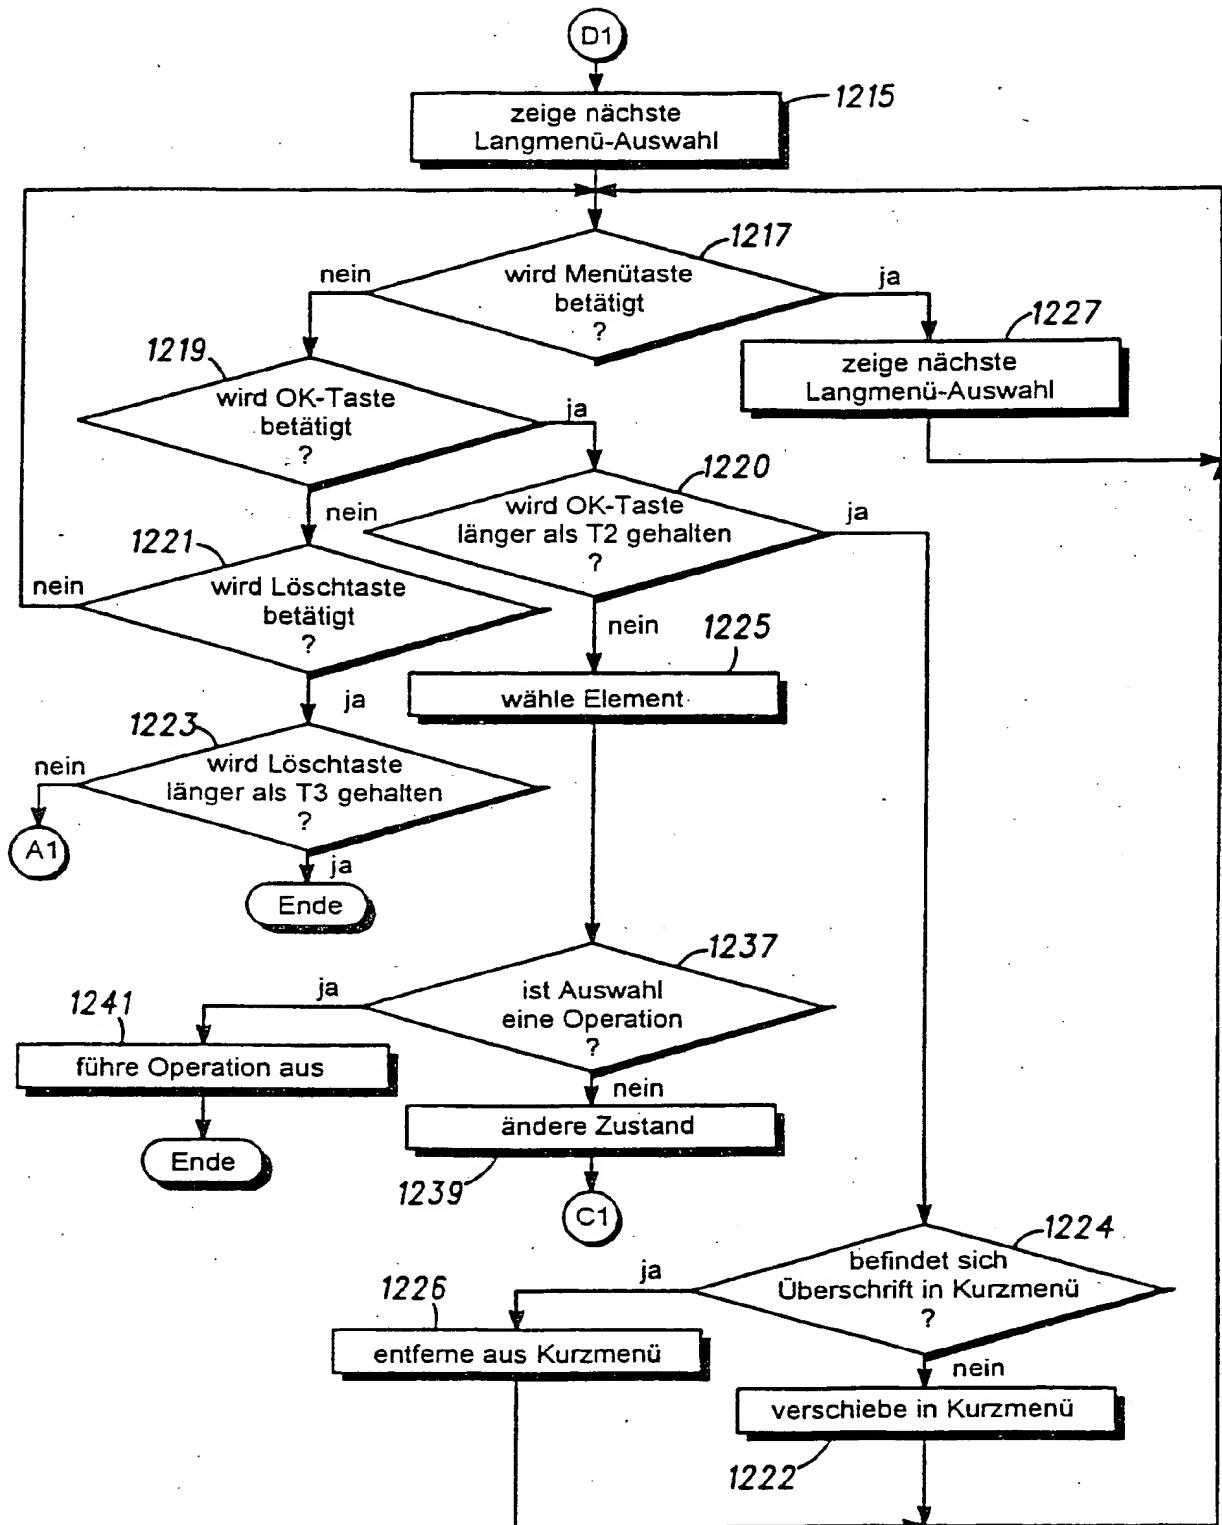 D1
zeige nächste
Langmenü-Auswahl
1215
wird Menütaste
betätigt
?
1217
nein
ja
1227
zeige nächste
Langmenü-Auswahl
1219
wird OK-Taste
betätigt
?
ja
nein
1220
wird OK-Taste
länger als T2 gehalten
?
ja
nein
1221
wird Löschtaste
betätigt
?
nein
ja
1225
wähle Element
1223
wird Löschtaste
länger als T3 gehalten
?
nein
A1
ja
Ende
1237
ist Auswahl
eine Operation
?
ja
1241
führe Operation aus
Ende
nein
ändere Zustand
1239
C1
1224
befindet sich
Überschrift in Kurzmenü
?
ja
1226
entferne aus Kurzmenü
nein
verschiebe in Kurzmenü
1222